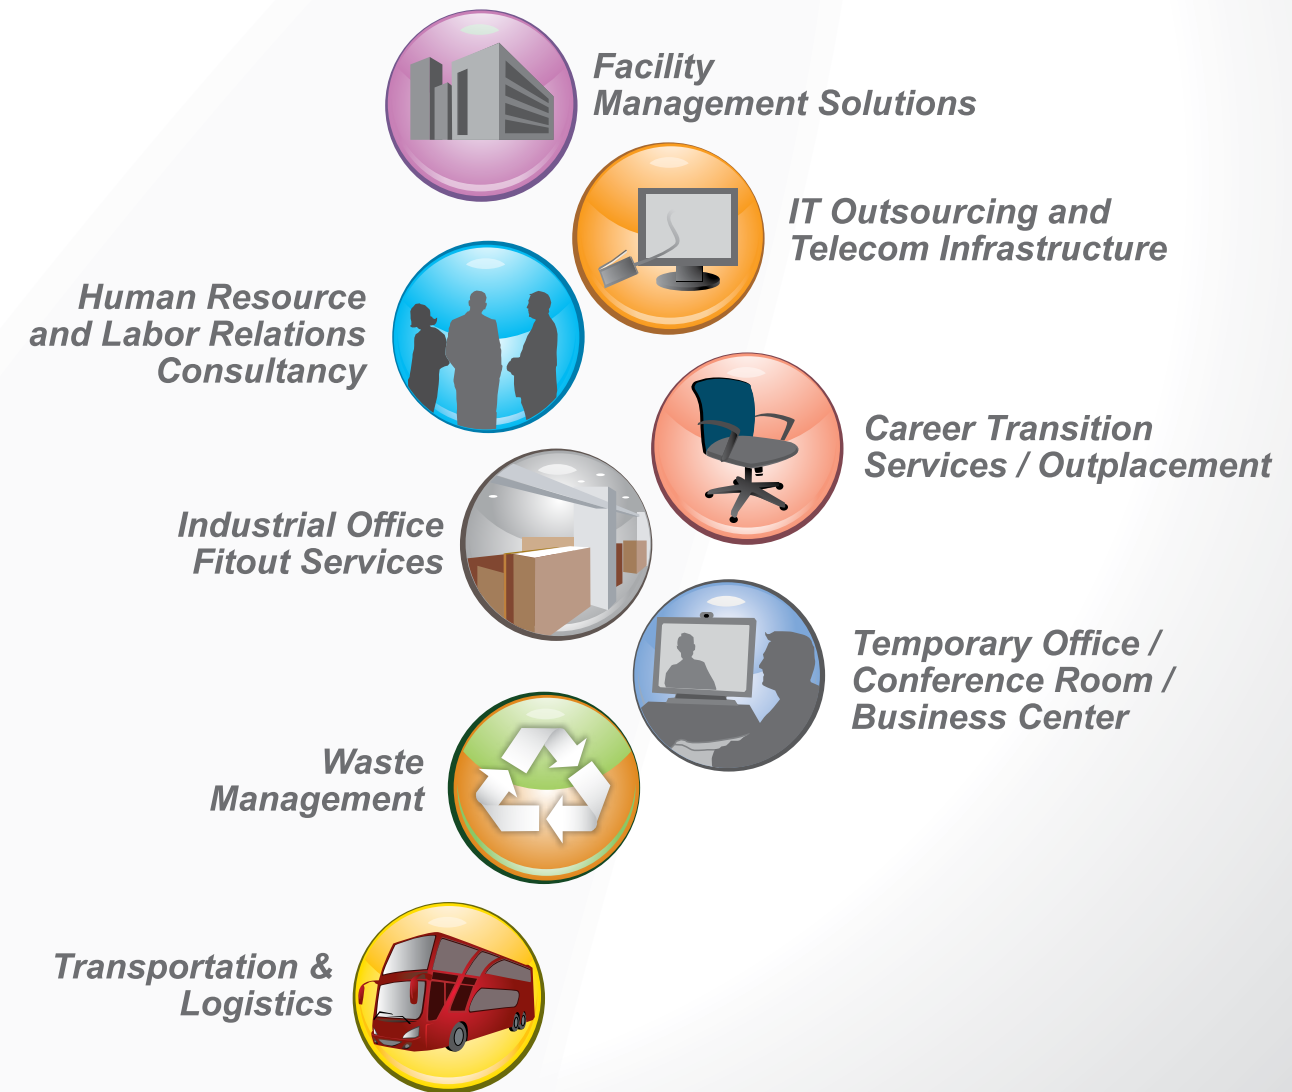 Facility
Management Solutions
IT Outsourcing and
Telecom Infrastructure
Human Resource
and Labor Relations
Consultancy
Career Transition
Services / Outplacement
Industrial Office
Fitout Services
Temporary Office /
Conference Room /
Business Center
Waste
Management
Transportation &
Logistics